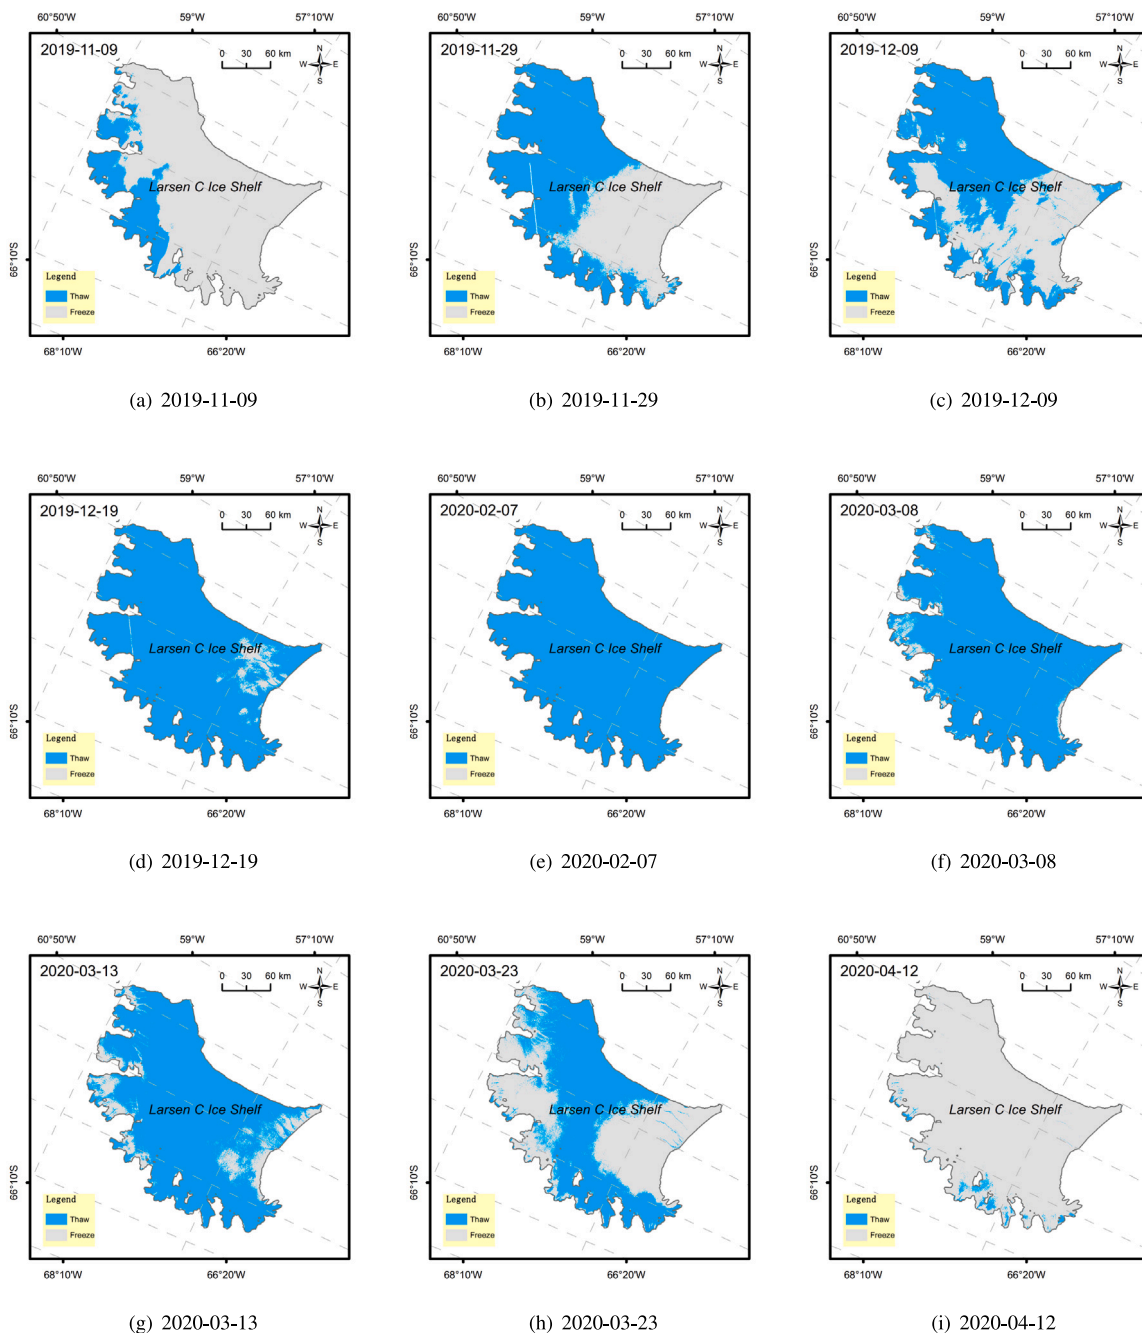 60°50'W 59°W 57°10'W 60°50'W 59°W 57°10'W 60°50'W 59°W 57°10'W
2019-11-09 0 30 60 km N W E S 2019-11-29 0 30 60 km N W E S 2019-12-09 0 30 60 km N W E S
Larsen C Ice Shelf Larsen C Ice Shelf Larsen C Ice Shelf
66°10'S 66°10'S 66°10'S
Legend Legend Legend
Thaw Thaw Thaw
Freeze Freeze Freeze
68°10'W 66°20'W 68°10'W 66°20'W 68°10'W 66°20'W
(a) 2019-11-09 (b) 2019-11-29 (c) 2019-12-09
60°50'W 59°W 57°10'W 60°50'W 59°W 57°10'W 60°50'W 59°W 57°10'W
2019-12-19 0 30 60 km N W E S 2020-02-07 0 30 60 km N W E S 2020-03-08 0 30 60 km N W E S
Larsen C Ice Shelf Larsen C Ice Shelf Larsen C Ice Shelf
66°10'S 66°10'S 66°10'S
Legend Legend Legend
Thaw Thaw Thaw
Freeze Freeze Freeze
68°10'W 66°20'W 68°10'W 66°20'W 68°10'W 66°20'W
(d) 2019-12-19 (e) 2020-02-07 (f) 2020-03-08
60°50'W 59°W 57°10'W 60°50'W 59°W 57°10'W 60°50'W 59°W 57°10'W
2020-03-13 0 30 60 km N W E S 2020-03-23 0 30 60 km N W E S 2020-04-12 0 30 60 km N W E S
Larsen C Ice Shelf Larsen C Ice Shelf Larsen C Ice Shelf
66°10'S 66°10'S 66°10'S
Legend Legend Legend
Thaw Thaw Thaw
Freeze Freeze Freeze
68°10'W 66°20'W 68°10'W 66°20'W 68°10'W 66°20'W
(g) 2020-03-13 (h) 2020-03-23 (i) 2020-04-12